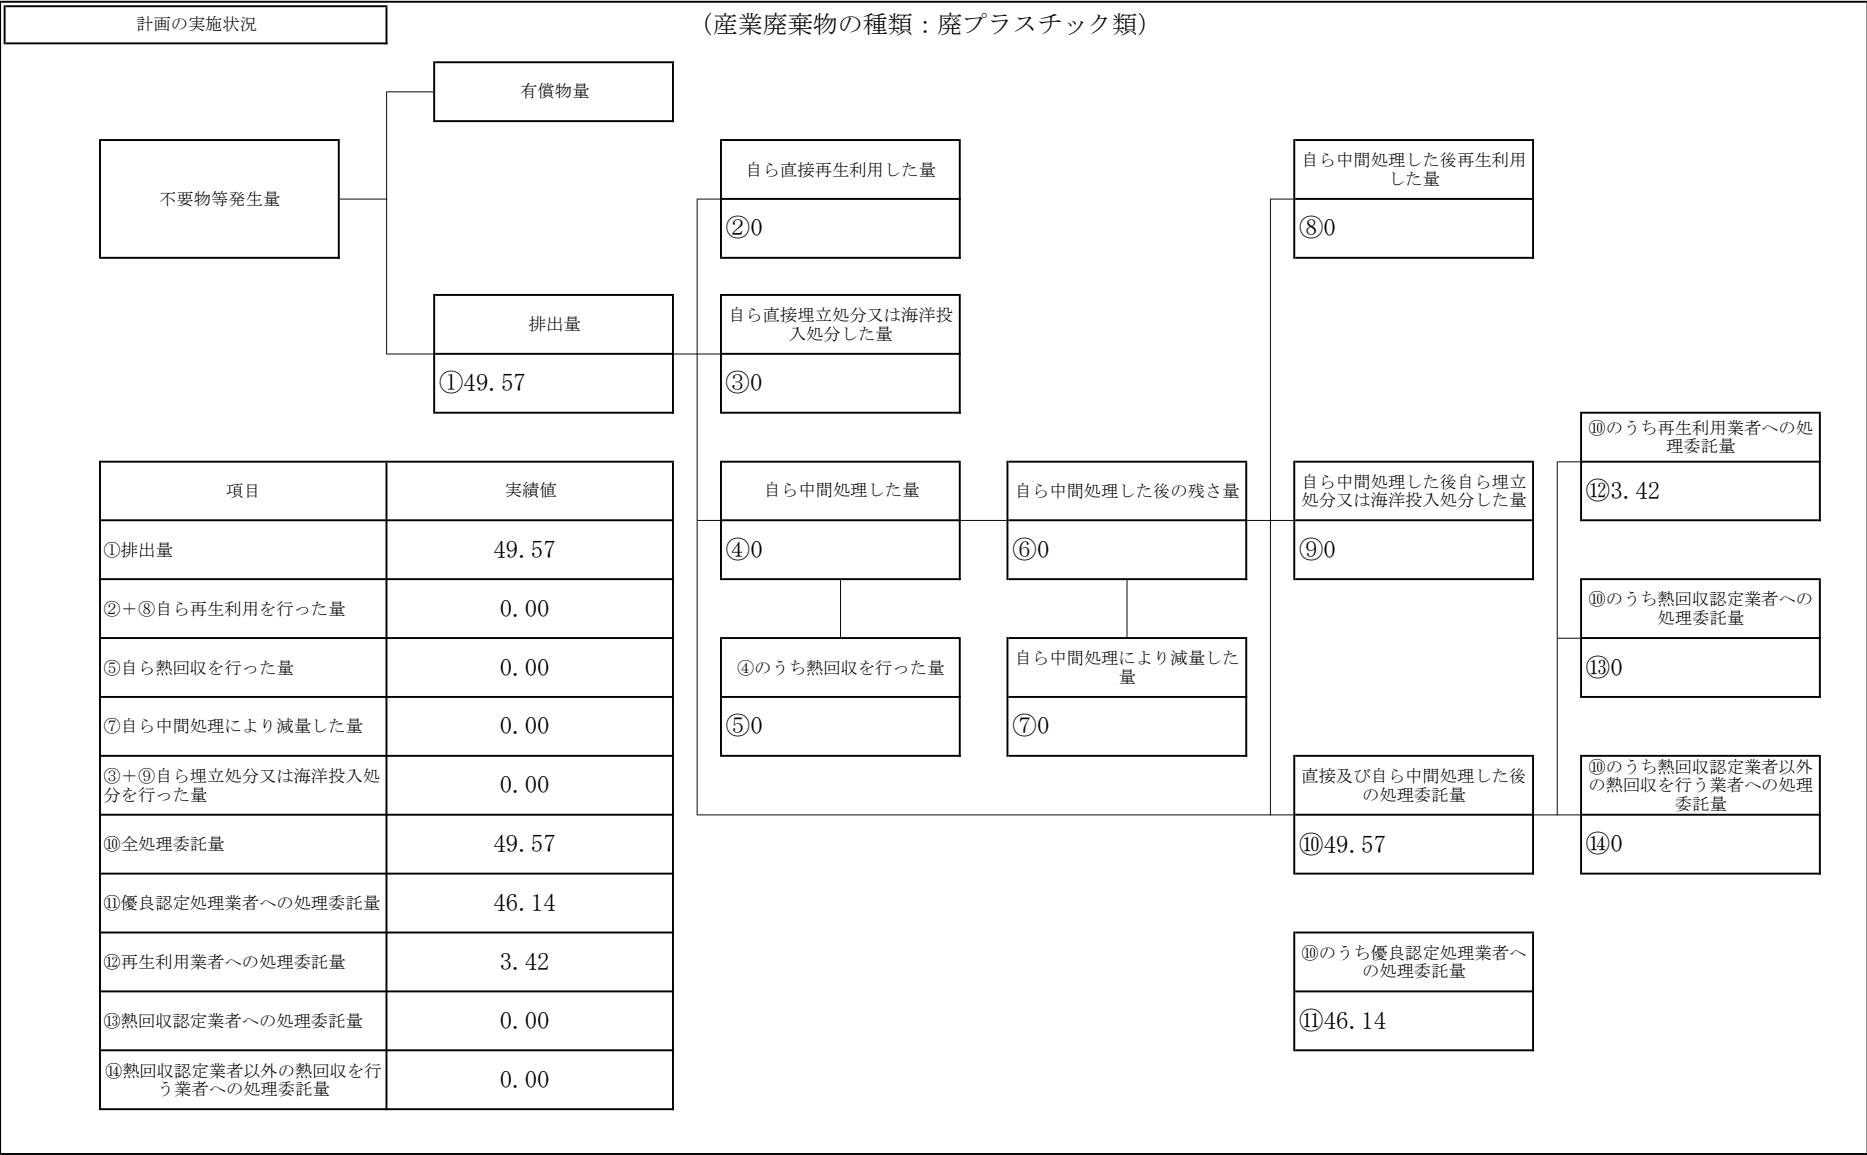 計画の実施状況
（産業廃棄物の種類：廃プラスチック類）
有償物量
不要物等発生量
自ら直接再生利用した量
②0
自ら中間処理した後再生利用
した量
⑧0
排出量
①49.57
自ら直接埋立処分又は海洋投
入処分した量
③0
⑩のうち再生利用業者への処
理委託量
⑫3.42
項目 実績値
①排出量 49.57
②＋⑧自ら再生利用を行った量 0.00
⑤自ら熱回収を行った量 0.00
⑦自ら中間処理により減量した量 0.00
③＋⑨自ら埋立処分又は海洋投入処
分を行った量 0.00
⑩全処理委託量 49.57
⑪優良認定処理業者への処理委託量 46.14
⑫再生利用業者への処理委託量 3.42
⑬熱回収認定業者への処理委託量 0.00
⑭熱回収認定業者以外の熱回収を行
う業者への処理委託量 0.00
自ら中間処理した量
④0
自ら中間処理した後の残さ量
⑥0
自ら中間処理した後自ら埋立
処分又は海洋投入処分した量
⑨0
④のうち熱回収を行った量
⑤0
自ら中間処理により減量した
量
⑦0
⑩のうち熱回収認定業者への
処理委託量
⑬0
直接及び自ら中間処理した後
の処理委託量
⑩49.57
⑩のうち熱回収認定業者以外
の熱回収を行う業者への処理
委託量
⑭0
⑩のうち優良認定処理業者へ
の処理委託量
⑪46.14